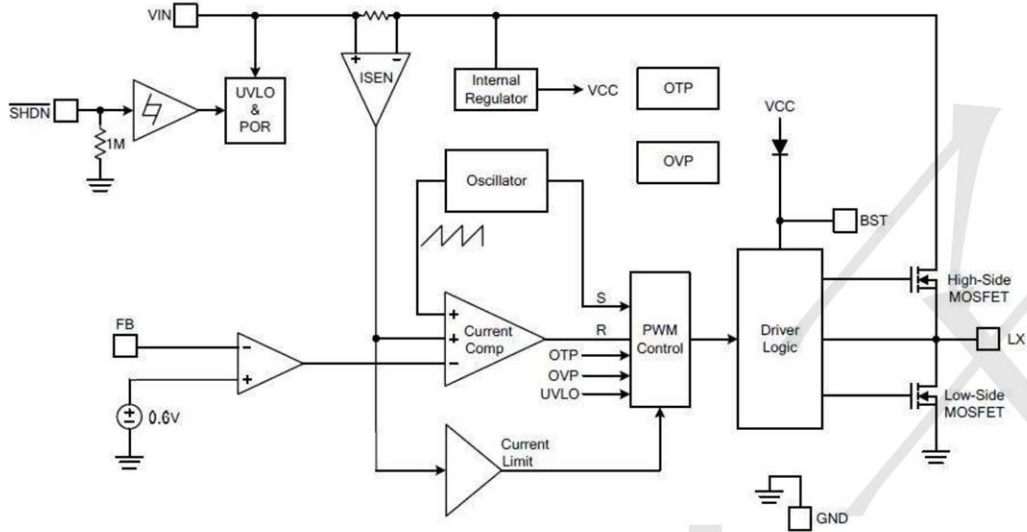 VIN
+ -
ISEN
SHDN
1M
UVLO
&
POR
Internal
Regulator
VCC
OTP
OVP
VCC
BST
Oscillator
S
R
OTP
OVP
UVLO
+
+
-
Current
Comp
PWM
Control
Driver
Logic
High-Side
MOSFET
LX
Low-Side
MOSFET
FB
-
+
0.6V
Current
Limit
GND